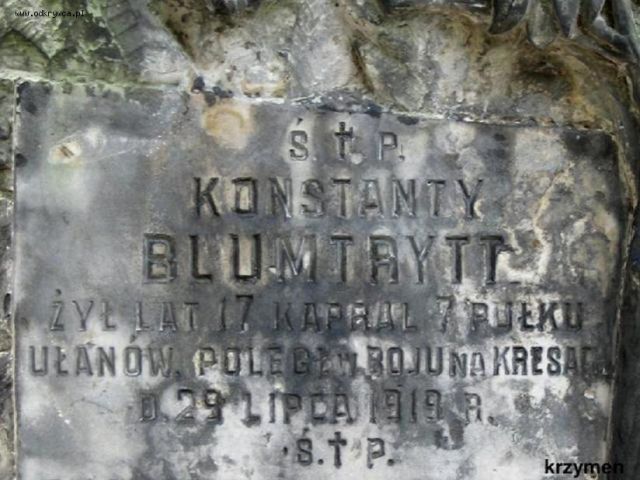 www.odkrywca.pl
Ś.†P.
KONSTANTY
BLUMTRYTT.
ŻYŁ LAT 17 KAPRAL 7 PUŁKU
UŁANÓW. POLEGŁ W BOJU NA KRESACH
D. 29 LIPCA 1919 R.
Ś.†P.
krzymen